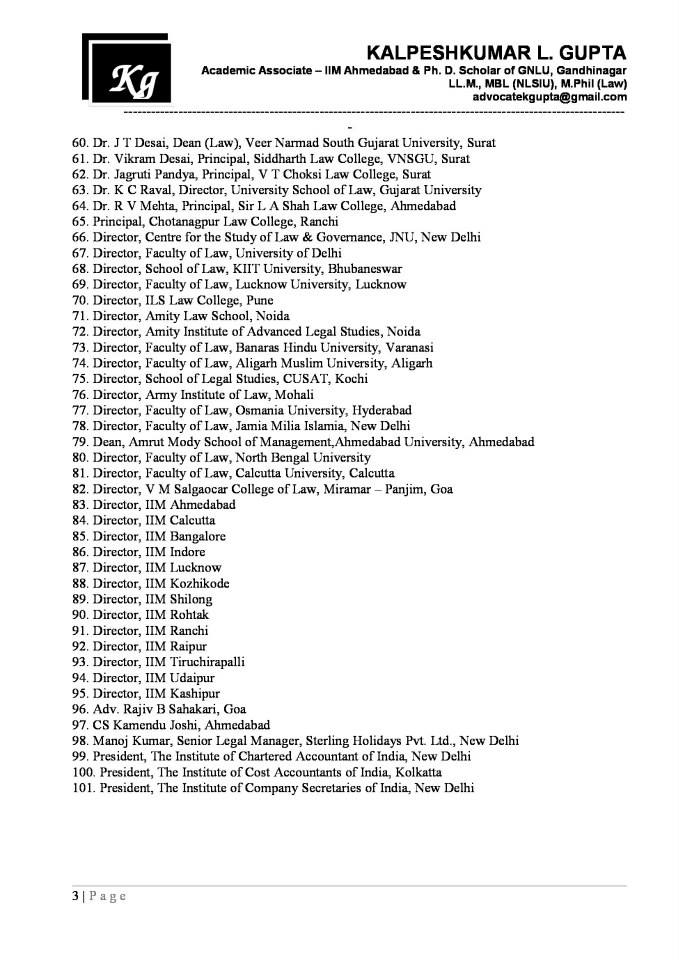 Kg
KALPESHKUMAR L. GUPTA
Academic Associate – IIM Ahmedabad & Ph. D. Scholar of GNLU, Gandhinagar
LL.M., MBL (NLSIU), M.Phil (Law)
advocatekgupta@gmail.com
60. Dr. J T Desai, Dean (Law), Veer Narmad South Gujarat University, Surat
61. Dr. Vikram Desai, Principal, Siddharth Law College, VNSGU, Surat
62. Dr. Jagruti Pandya, Principal, V T Choksi Law College, Surat
63. Dr. K C Raval, Director, University School of Law, Gujarat University
64. Dr. R V Mehta, Principal, Sir L A Shah Law College, Ahmedabad
65. Principal, Chotanagpur Law College, Ranchi
66. Director, Centre for the Study of Law & Governance, JNU, New Delhi
67. Director, Faculty of Law, University of Delhi
68. Director, School of Law, KIIT University, Bhubaneswar
69. Director, Faculty of Law, Lucknow University, Lucknow
70. Director, ILS Law College, Pune
71. Director, Amity Law School, Noida
72. Director, Amity Institute of Advanced Legal Studies, Noida
73. Director, Faculty of Law, Banaras Hindu University, Varanasi
74. Director, Faculty of Law, Aligarh Muslim University, Aligarh
75. Director, School of Legal Studies, CUSAT, Kochi
76. Director, Army Institute of Law, Mohali
77. Director, Faculty of Law, Osmania University, Hyderabad
78. Director, Faculty of Law, Jamia Milia Islamia, New Delhi
79. Dean, Amrut Mody School of Management,Ahmedabad University, Ahmedabad
80. Director, Faculty of Law, North Bengal University
81. Director, Faculty of Law, Calcutta University, Calcutta
82. Director, V M Salgaocar College of Law, Miramar – Panjim, Goa
83. Director, IIM Ahmedabad
84. Director, IIM Calcutta
85. Director, IIM Bangalore
86. Director, IIM Indore
87. Director, IIM Lucknow
88. Director, IIM Kozhikode
89. Director, IIM Shilong
90. Director, IIM Rohtak
91. Director, IIM Ranchi
92. Director, IIM Raipur
93. Director, IIM Tiruchirapalli
94. Director, IIM Udaipur
95. Director, IIM Kashipur
96. Adv. Rajiv B Sahakari, Goa
97. CS Kamendu Joshi, Ahmedabad
98. Manoj Kumar, Senior Legal Manager, Sterling Holidays Pvt. Ltd., New Delhi
99. President, The Institute of Chartered Accountant of India, New Delhi
100. President, The Institute of Cost Accountants of India, Kolkatta
101. President, The Institute of Company Secretaries of India, New Delhi
3 | Page